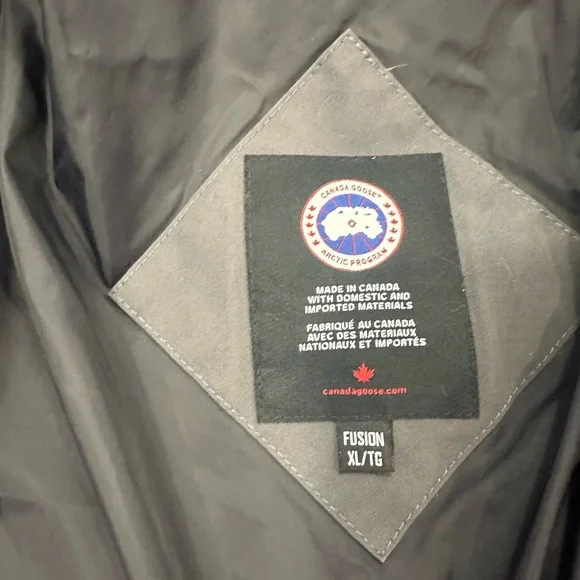 CANADA GOOSE®
ARCTIC PROGRAM
MADE IN CANADA
WITH DOMESTIC AND
IMPORTED MATERIALS
FABRIQUÉ AU CANADA
AVEC DES MATERIAUX
NATIONAUX ET IMPORTÉS
canadagoose.com
FUSION
XL/TG